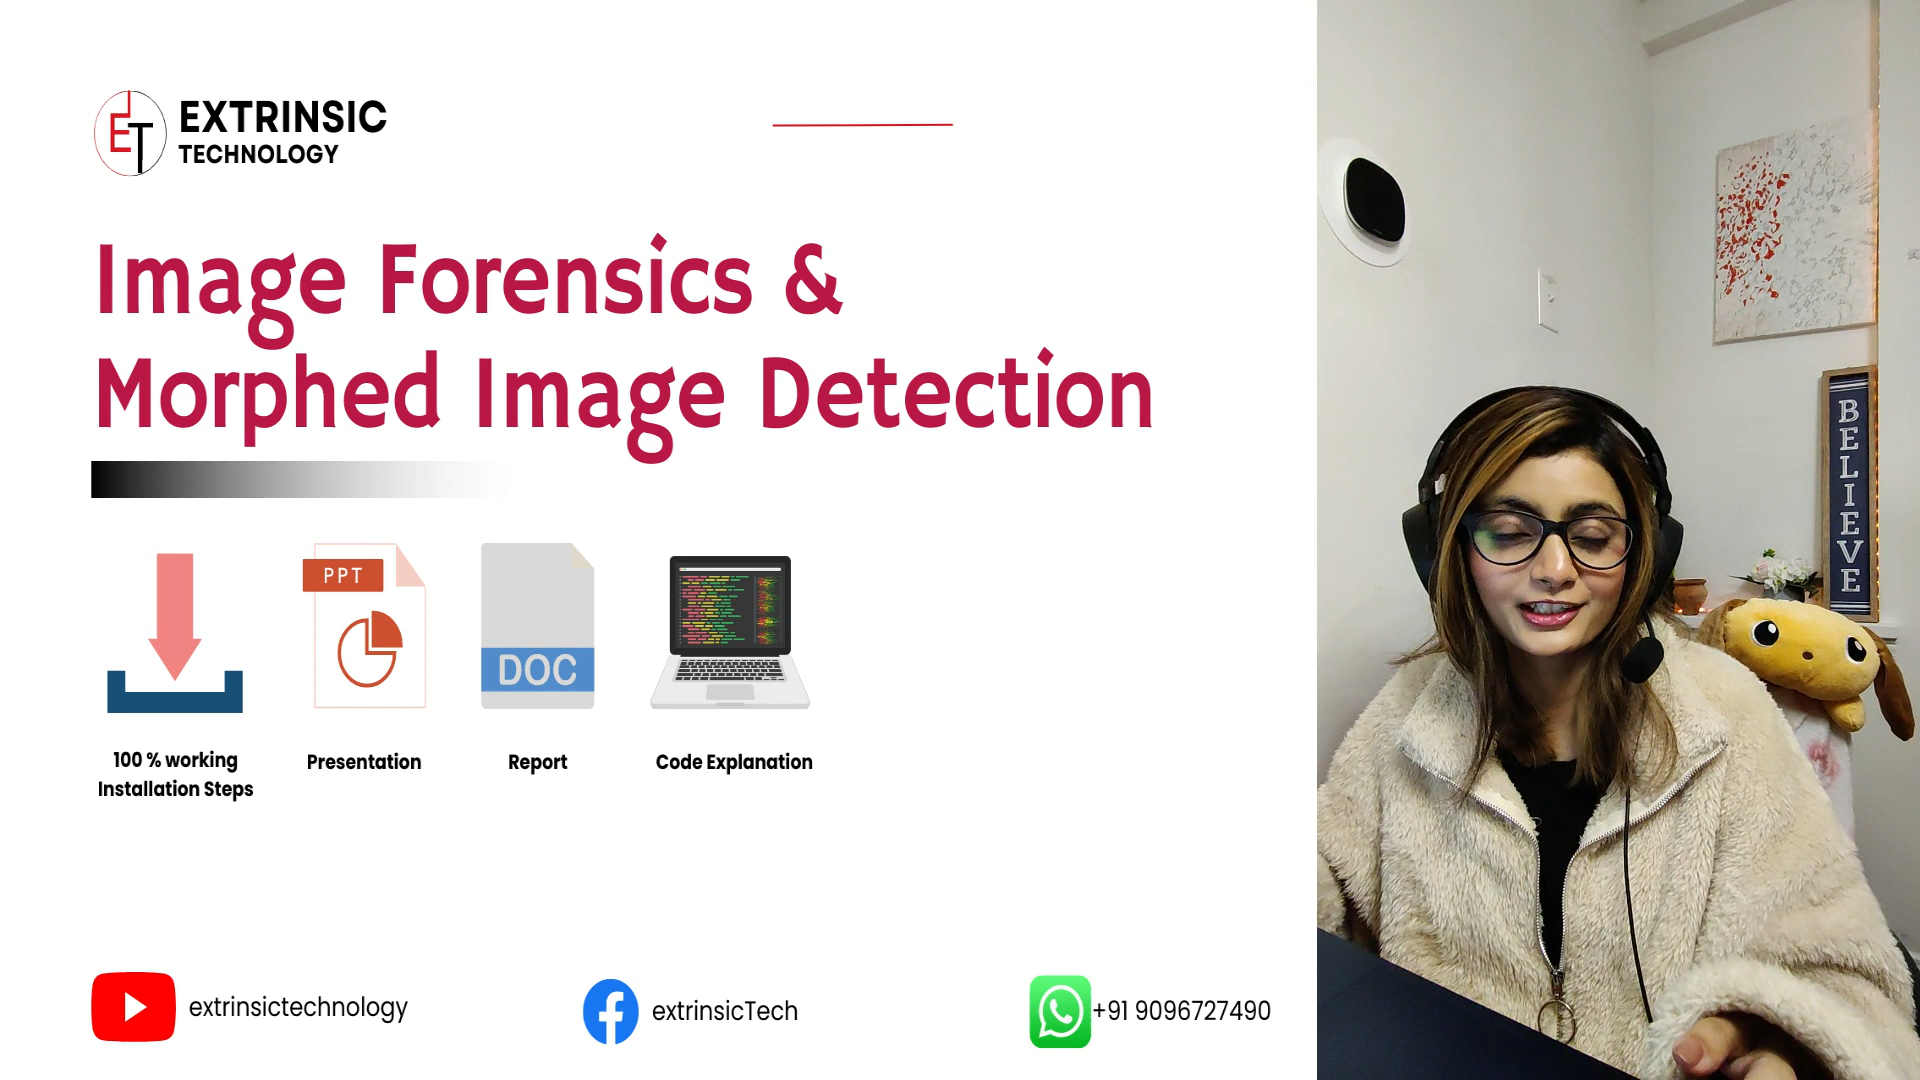 EXTRINSIC
TECHNOLOGY
Image Forensics &
Morphed Image Detection
PPT
DOC
100 % working
Installation Steps
Presentation
Report
Code Explanation
extrinsictechnology
extrinsicTech
+91 9096727490
BELIEVE